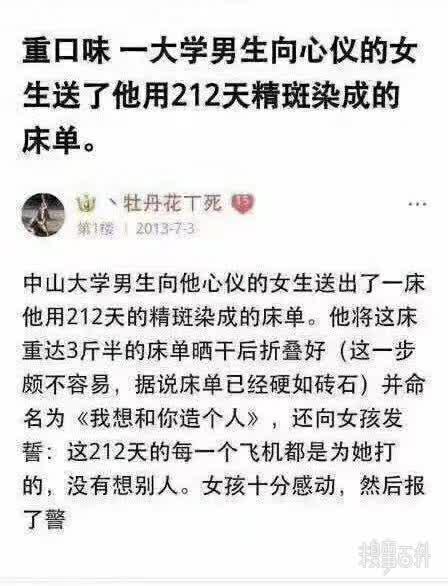 重口味 一大学男生向心仪的女
生送了他用212天精斑染成的
床单。
丶牡丹花丅死 15
第1楼 | 2013-7-3
中山大学男生向他心仪的女生送出了一床
他用212天的精斑染成的床单。他将这床
重达3斤半的床单晒干后折叠好（这一步
颇不容易，据说床单已经硬如砖石）并命
名为《我想和你造个人》，还向女孩发
誓：这212天的每一个飞机都是为她打
的，没有想别人。女孩十分感动，然后报
了警